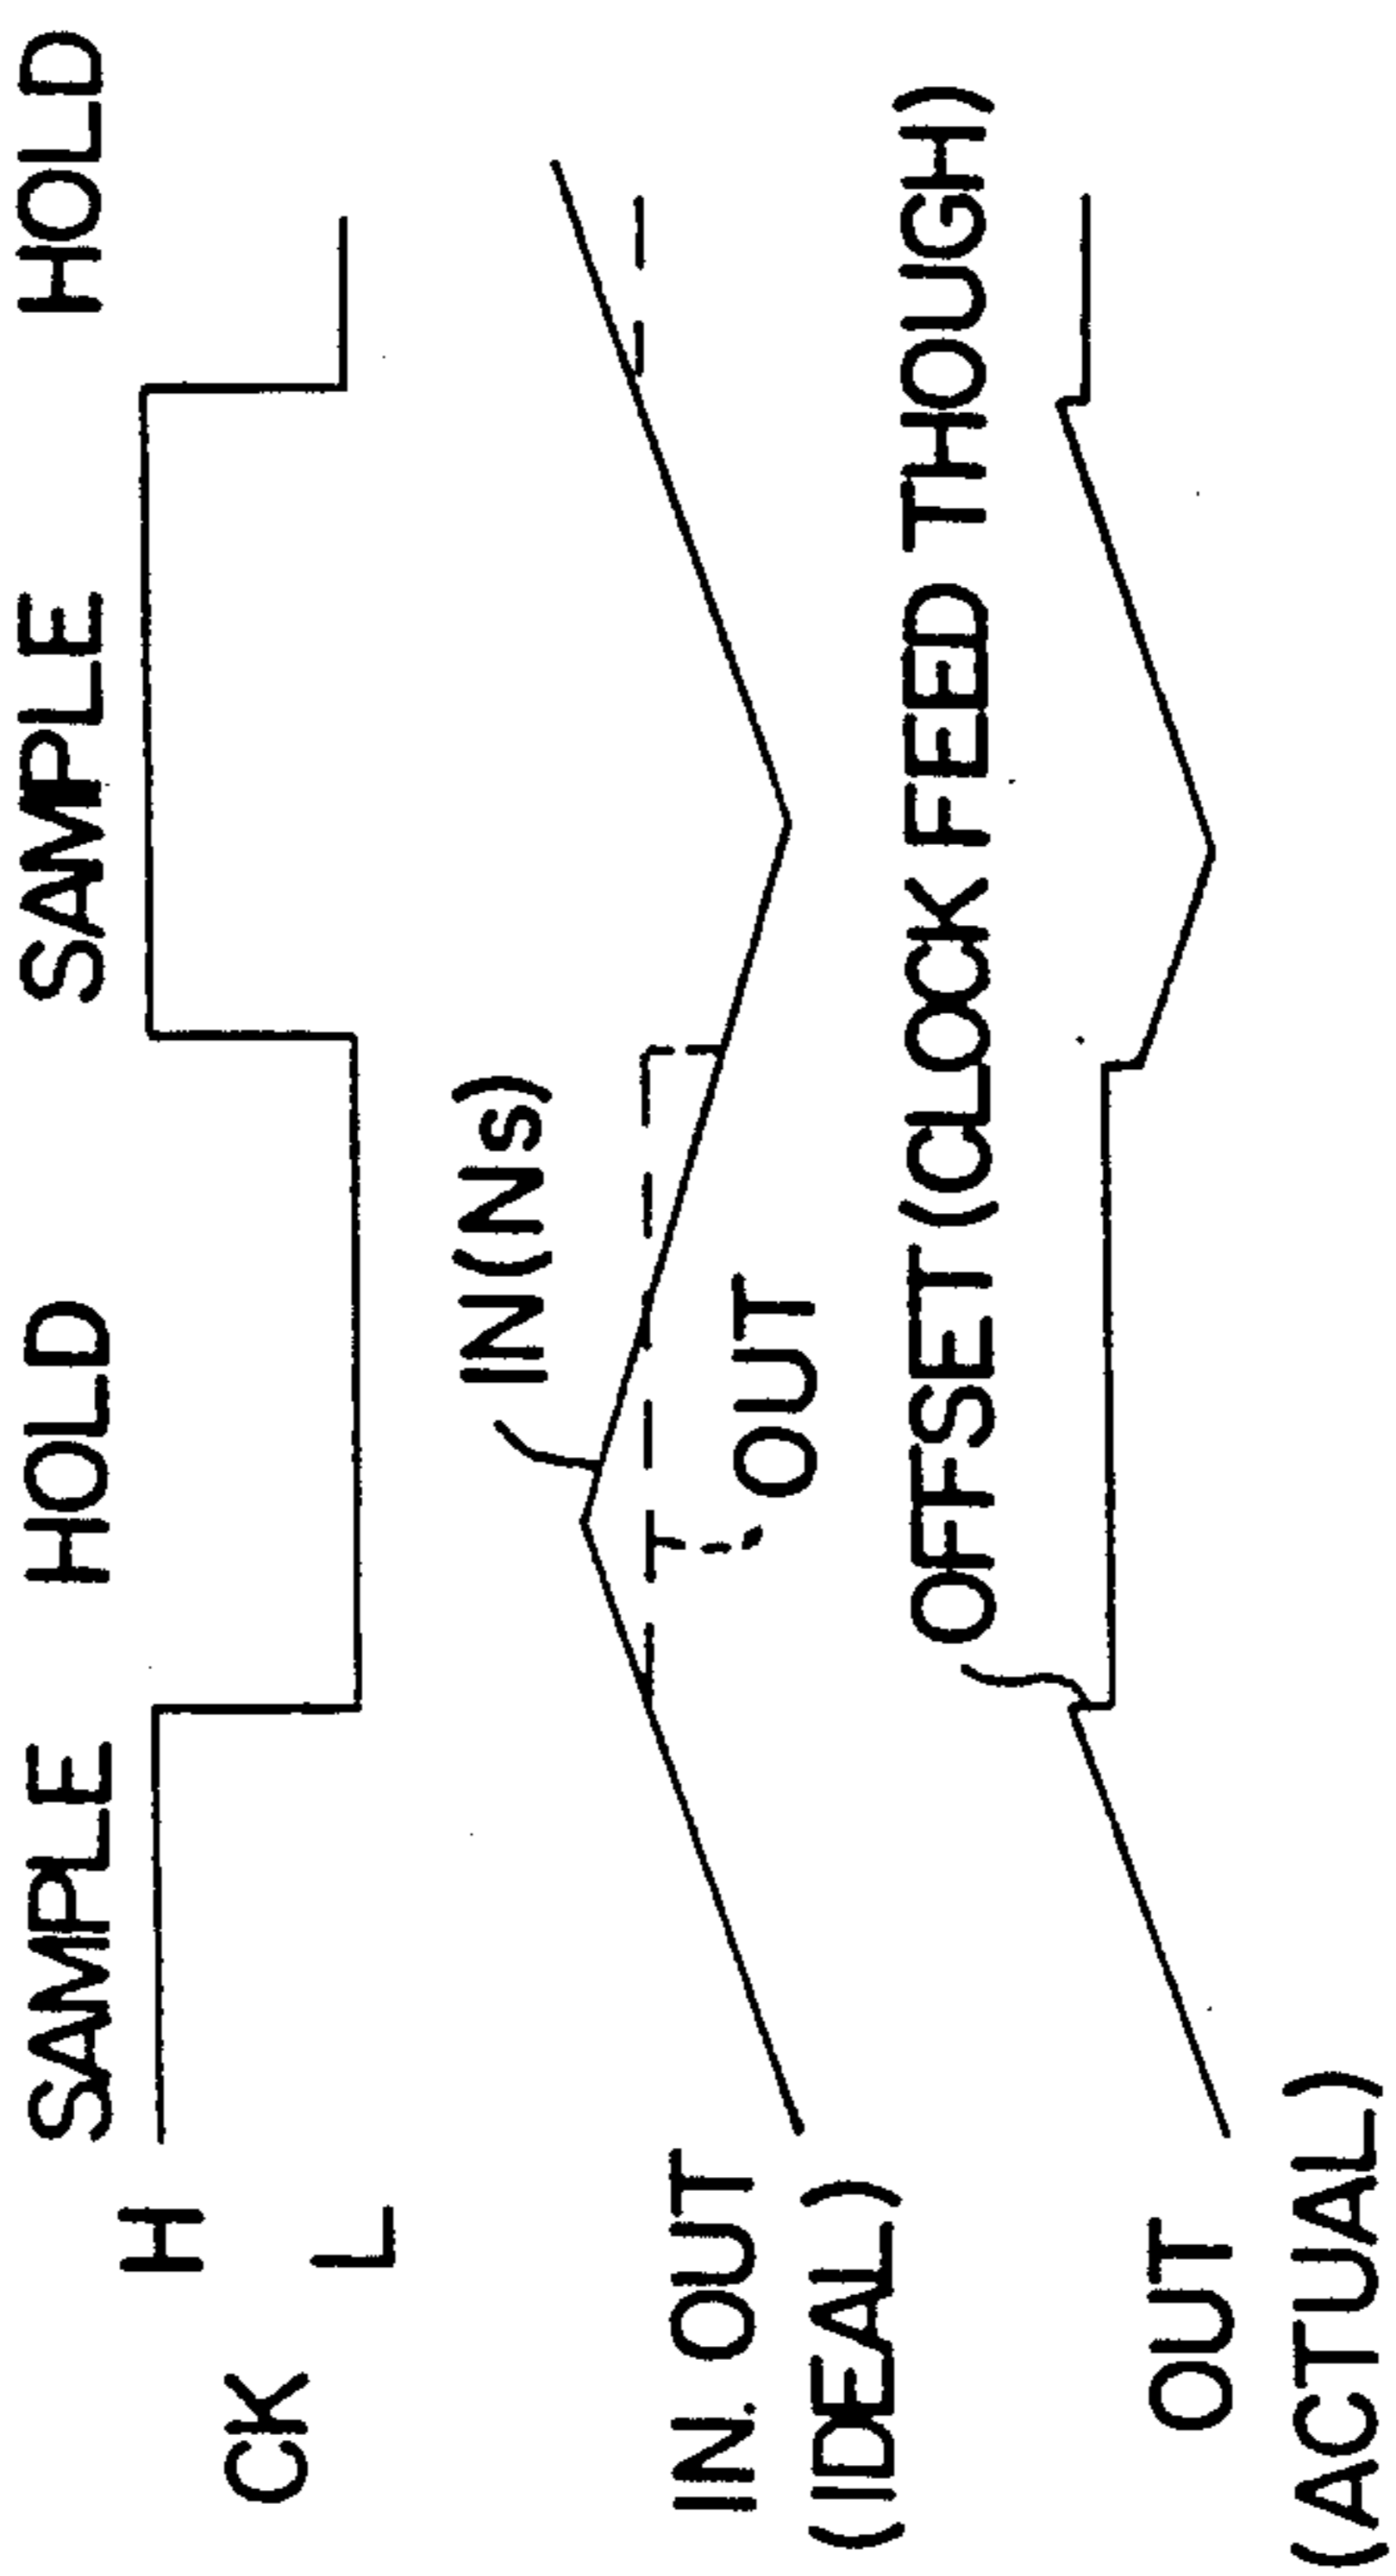 SAMPLE HOLD SAMPLE HOLD
H
CK
L
IN(Ns)
IN. OUT
(IDEAL)
OUT
OFFSET (CLOCK FEED THOUGH)
OUT
(ACTUAL)